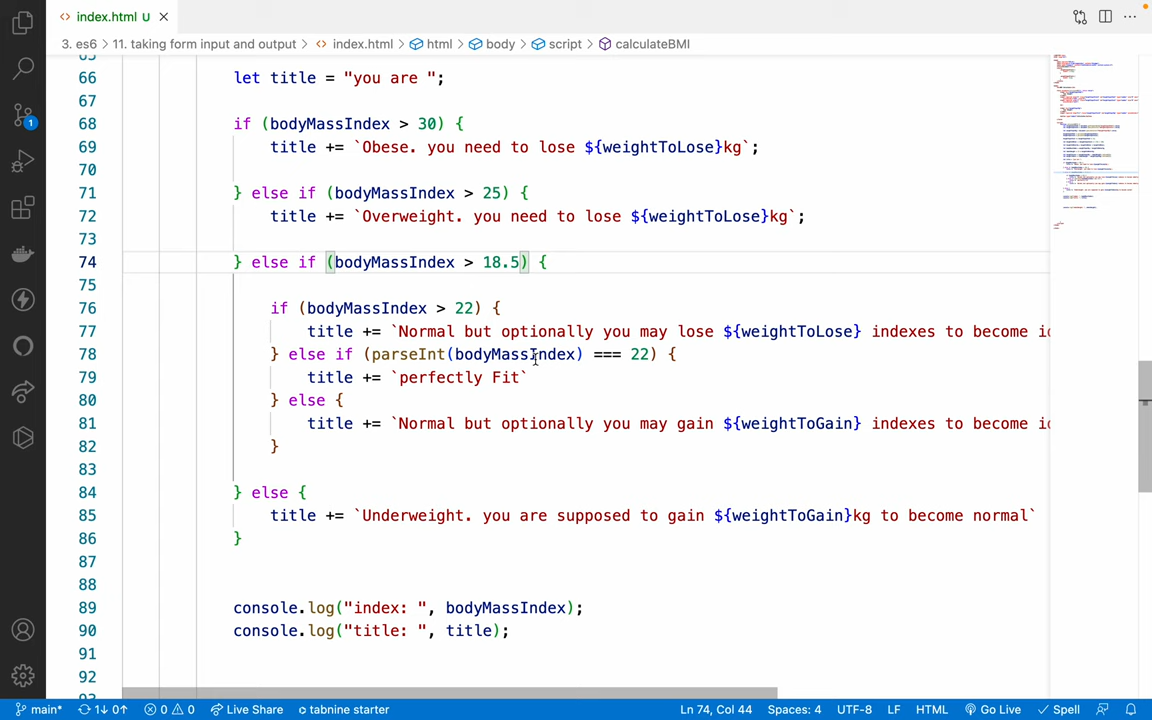 index.html U
3. es6 11. taking form input and output index.html html body script calculateBMI
65
66 let title = "you are ";
67
68 if (bodyMassIndex > 30) {
69 title += `Obese. you need to lose ${weightToLose}kg`;
70
71 } else if (bodyMassIndex > 25) {
72 title += `Overweight. you need to lose ${weightToLose}kg`;
73
74 } else if (bodyMassIndex > 18.5) {
75
76 if (bodyMassIndex > 22) {
77 title += `Normal but optionally you may lose ${weightToLose} indexes to become
78 } else if (parseInt(bodyMassIndex) === 22) {
79 title += `perfectly Fit`
80 } else {
81 title += `Normal but optionally you may gain ${weightToGain} indexes to become
82 }
83
84 } else {
85 title += `Underweight. you are supposed to gain ${weightToGain}kg to become normal`
86 }
87
88
89 console.log("index: ", bodyMassIndex);
90 console.log("title: ", title);
91
92
1
main* 1↓ 0↑ 0 0 Live Share tabnine starter Ln 74, Col 44 Spaces: 4 UTF-8 LF HTML Go Live Spell